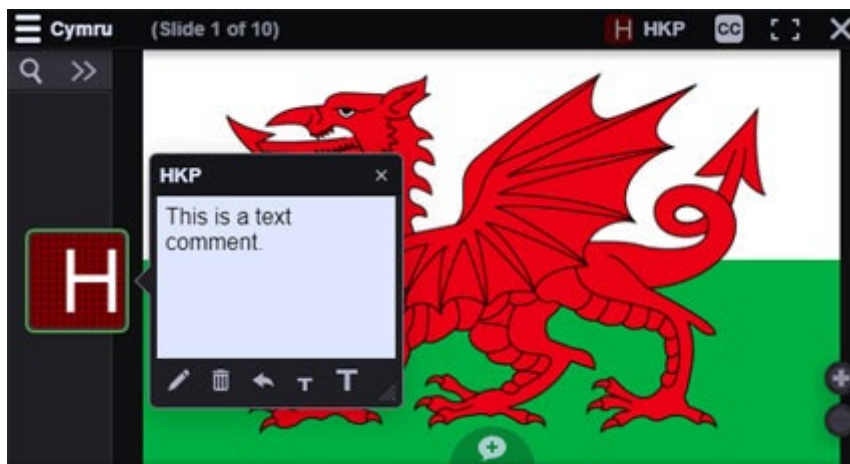 Cymru (Slide 1 of 10) H HKP CC
HKP
This is a text
comment.
H
T T